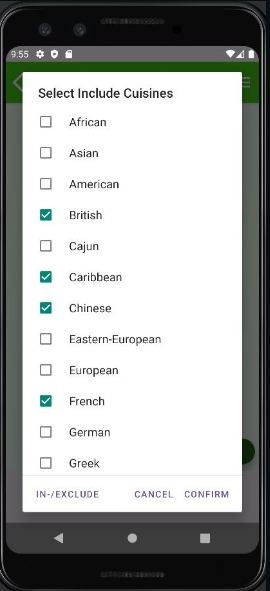 9:55
Select Include Cuisines
African
Asian
American
British
Cajun
Caribbean
Chinese
Eastern-European
European
French
German
Greek
IN-/EXCLUDE CANCEL CONFIRM